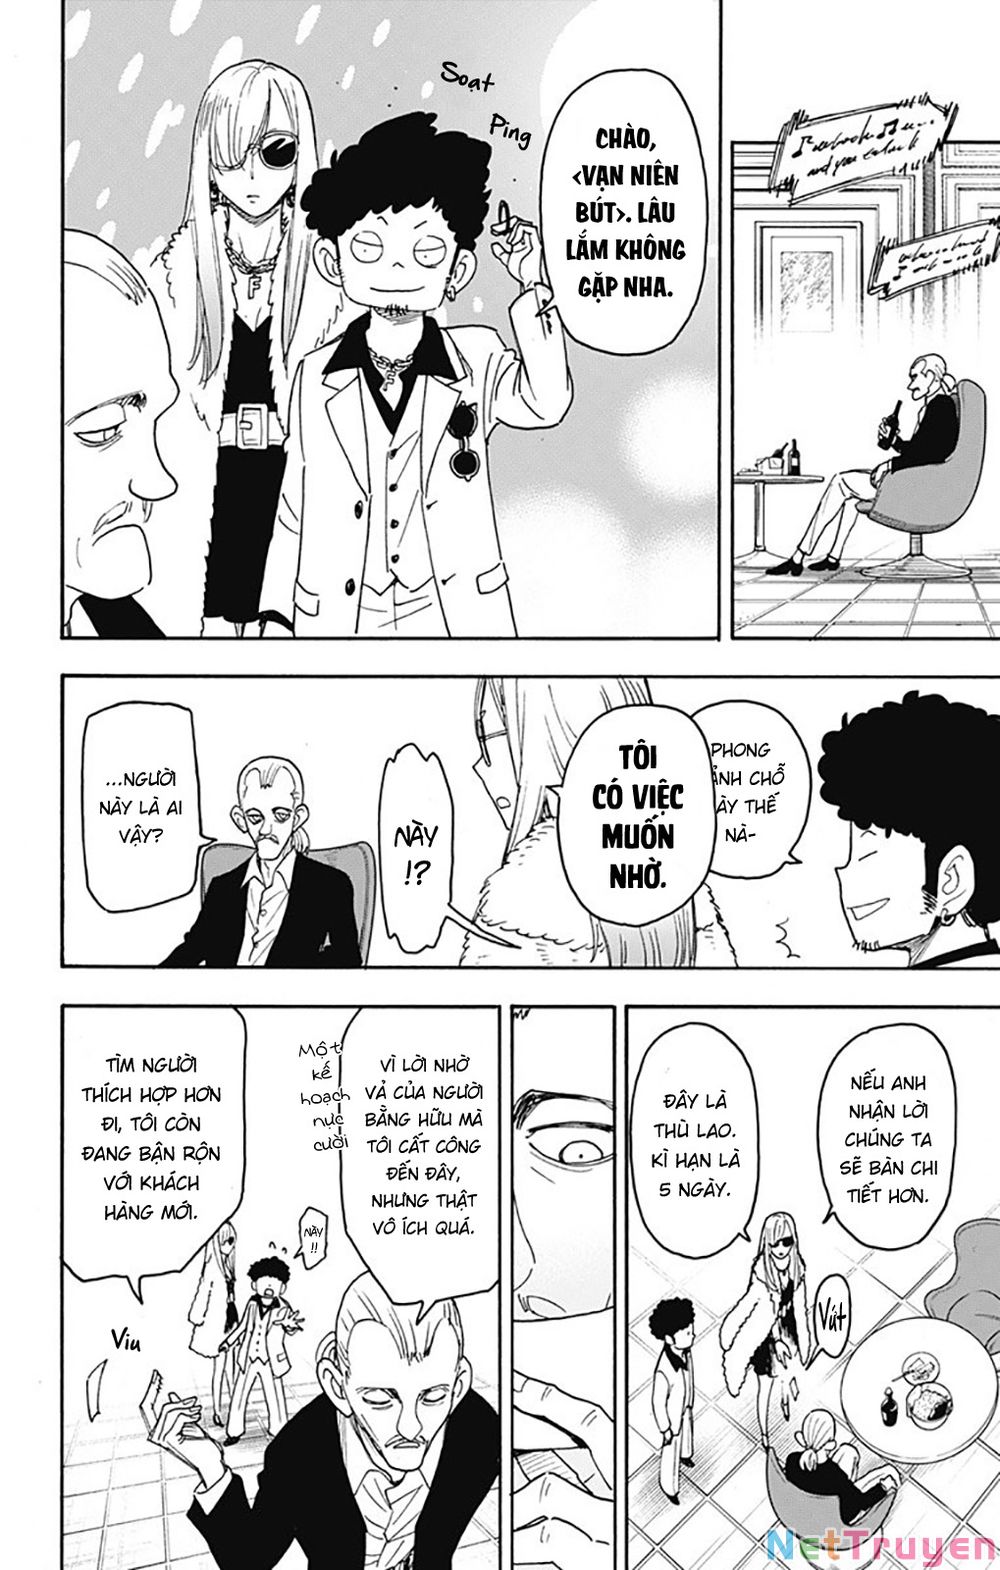 Soạt
Ping
CHÀO,
<VẠN NIÊN
BÚT>. LÂU
LẮM KHÔNG
GẶP NHA.
PHONG
ẢNH CHỖ
ÀY THẾ
NÀ-
TÔI
CÓ VIỆC
MUỐN
NHỜ.
NÀY
!?
...NGƯỜI
NÀY LÀ AI
VẬY?
NẾU ANH
NHẬN LỜI
CHÚNG TA
SẼ BÀN CHI
TIẾT HƠN.
ĐÂY LÀ
THÙ LAO.
KÌ HẠN LÀ
5 NGÀY.
Vứt
VÌ LỜI NHỜ
VẢ CỦA NGƯỜI
BẰNG HỮU MÀ
TÔI CẤT CÔNG
ĐẾN ĐÂY,
NHƯNG THẬT
VÔ ÍCH QUÁ.
Một
kế
hoạch
nực
cười
TÌM NGƯỜI
THÍCH HỢP HƠN
ĐI, TÔI CÒN
ĐANG BẬN RỘN
VỚI KHÁCH
HÀNG MỚI.
NÀY
!!
Viu
NetTruyen